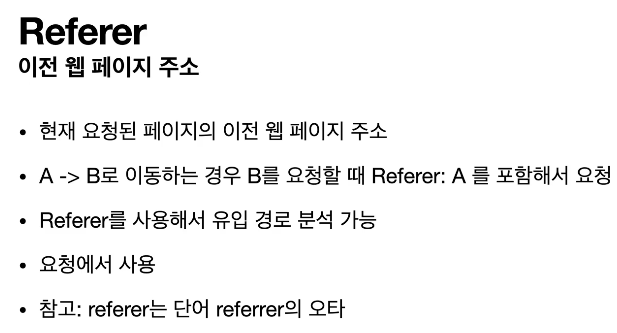 Referer
이전 웹 페이지 주소
• 현재 요청된 페이지의 이전 웹 페이지 주소
• A -> B로 이동하는 경우 B를 요청할 때 Referer: A 를 포함해서 요청
• Referer를 사용해서 유입 경로 분석 가능
• 요청에서 사용
• 참고: referer는 단어 referrer의 오타